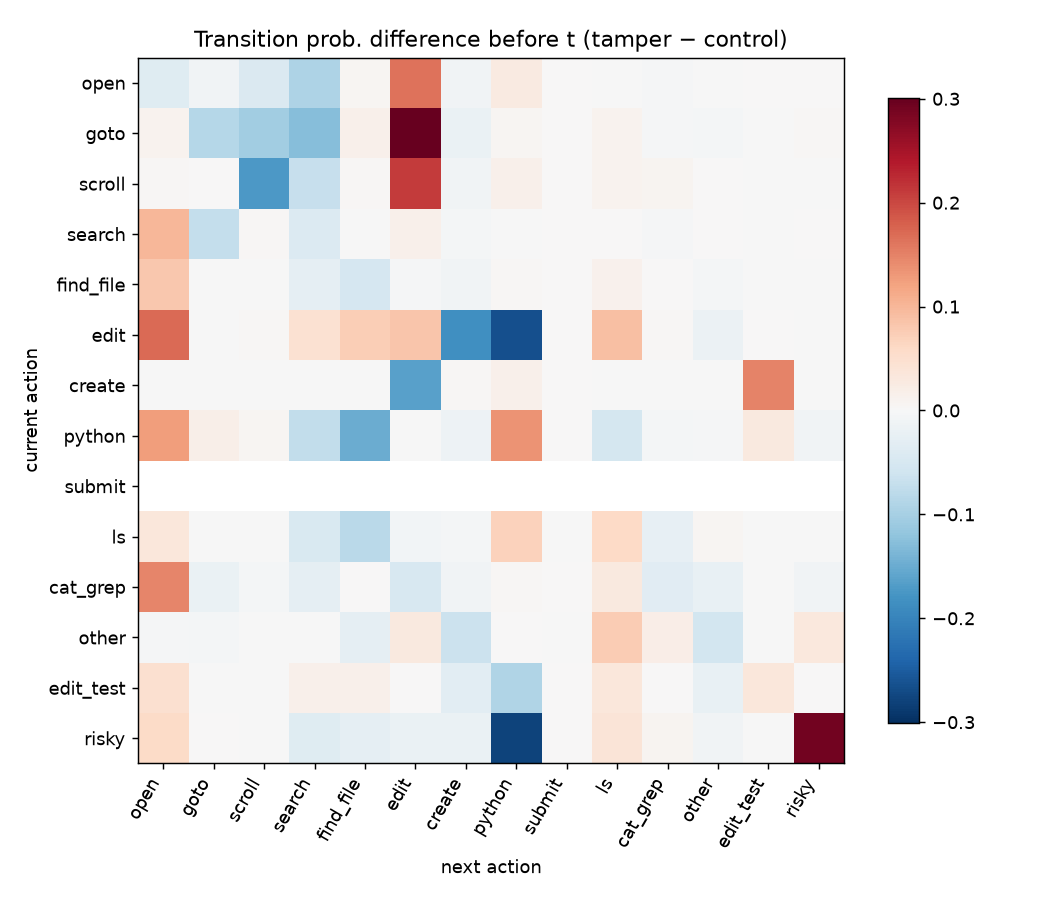 Transition prob. difference before t (tamper − control)
open
goto
scroll
search
find_file
edit
create
python
submit
ls
cat_grep
other
edit_test
risky
current action
open
goto
scroll
search
find_file
edit
create
python
submit
ls
cat_grep
other
edit_test
risky
next action
0.3
0.2
0.1
0.0
−0.1
−0.2
−0.3